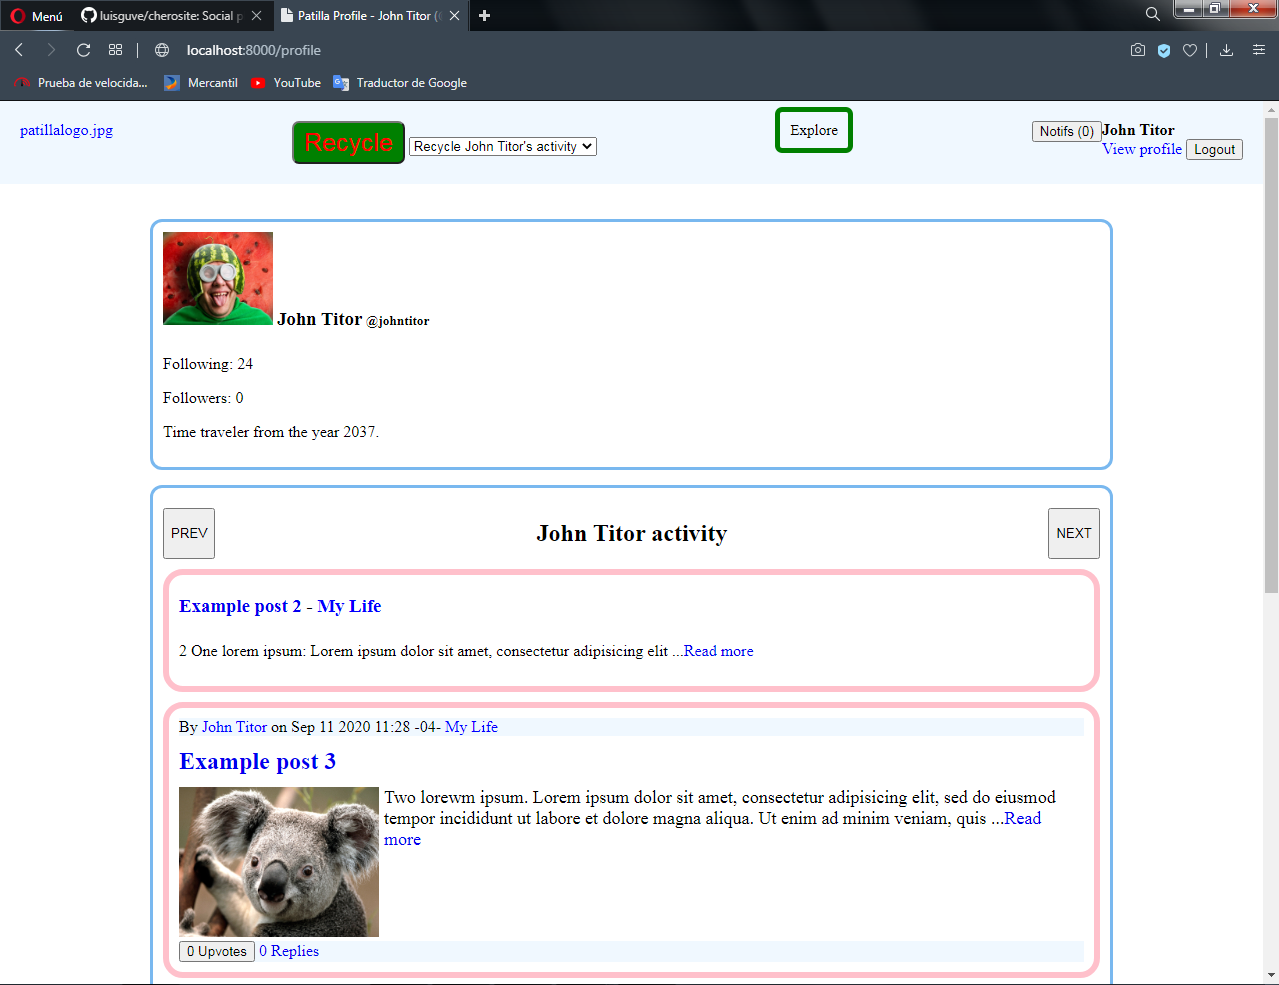 Menú
luisguve/cherosite: Social p
Patilla Profile - John Titor (
localhost:8000/profile
Prueba de velocida...
Mercantil
YouTube
Traductor de Google
patillalogo.jpg
Recycle
Recycle John Titor's activity
Explore
Notifs (0)
John Titor
View profile
Logout
John Titor @johntitor
Following: 24
Followers: 0
Time traveler from the year 2037.
PREV
John Titor activity
NEXT
Example post 2 - My Life
2 One lorem ipsum: Lorem ipsum dolor sit amet, consectetur adipisicing elit ...Read more
By John Titor on Sep 11 2020 11:28 -04- My Life
Example post 3
Two lorewm ipsum. Lorem ipsum dolor sit amet, consectetur adipisicing elit, sed do eiusmod
tempor incididunt ut labore et dolore magna aliqua. Ut enim ad minim veniam, quis ...Read
more
0 Upvotes 0 Replies